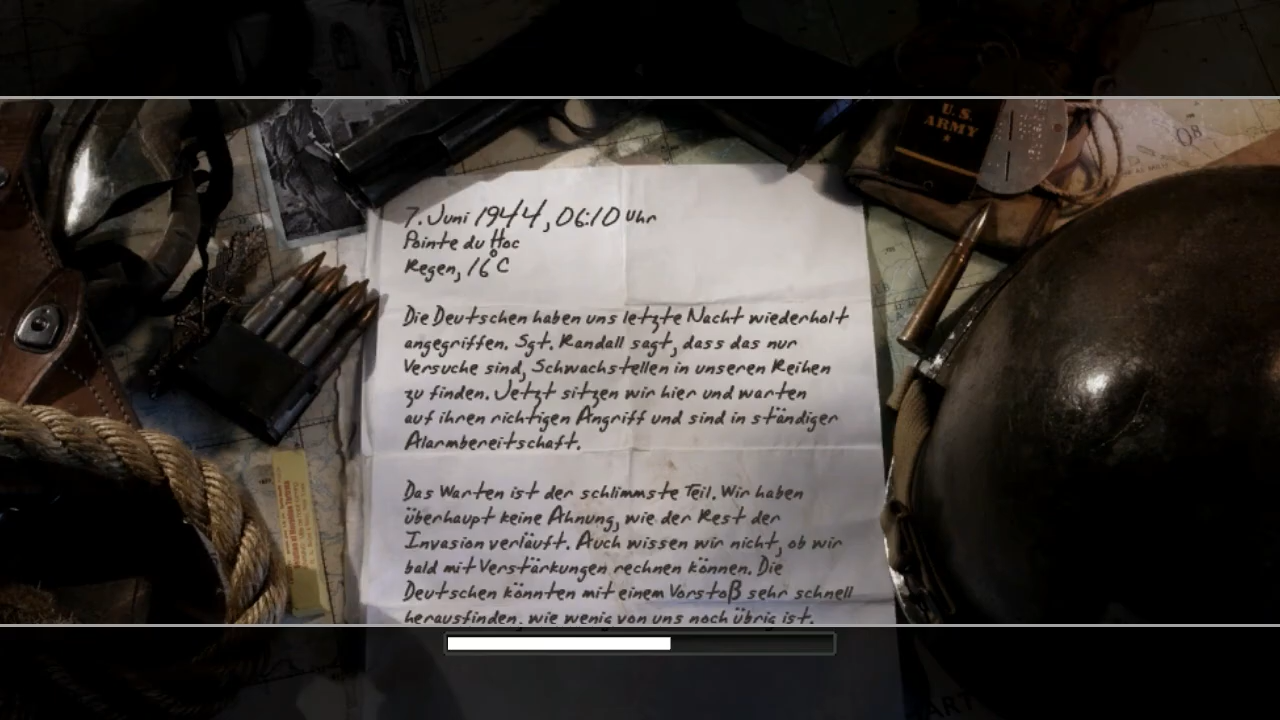 U.S.
ARMY
7. Juni 1944, 06:10 Uhr
Pointe du Hoc
Regen, 16°C
Die Deutschen haben uns letzte Nacht wiederholt
angegriffen. Sgt. Randall sagt, dass das nur
Versuche sind, Schwachstellen in unseren Reihen
zu finden. Jetzt sitzen wir hier und warten
auf ihren richtigen Angriff und sind in ständiger
Alarmbereitschaft.
Das Warten ist der schlimmste Teil. Wir haben
überhaupt keine Ahnung, wie der Rest der
Invasion verläuft. Auch wissen wir nicht, ob wir
bald mit Verstärkungen rechnen können. Die
Deutschen könnten mit einem Vorstoß sehr schnell
herausfinden, wie wenig von uns noch übrig ist.